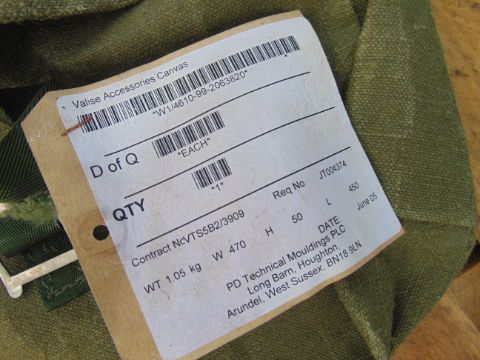 Valise Accessories Canvas
*W1/4610-99-2063820*
D of Q *EACH*
QTY *1*
Contract No:VTS5B2/3909 Req No JT004374
WT 1.05 kg W 470 H 50 L 450
DATE June 05
PD Technical Mouldings PLC
Long Barn, Houghton,
Arundel, West Sussex, BN18 9LN